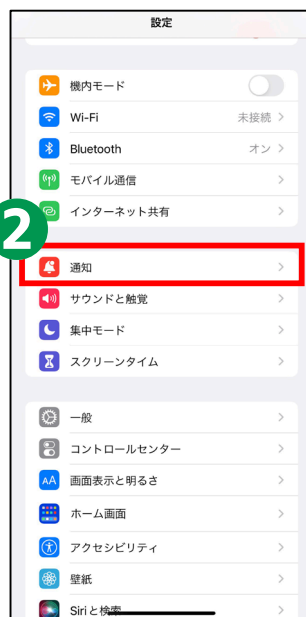 設定
機内モード
Wi-Fi 未接続
Bluetooth オン
モバイル通信
インターネット共有
2
通知
サウンドと触覚
集中モード
スクリーンタイム
一般
コントロールセンター
AA 画面表示と明るさ
ホーム画面
アクセシビリティ
壁紙
Siriと検索